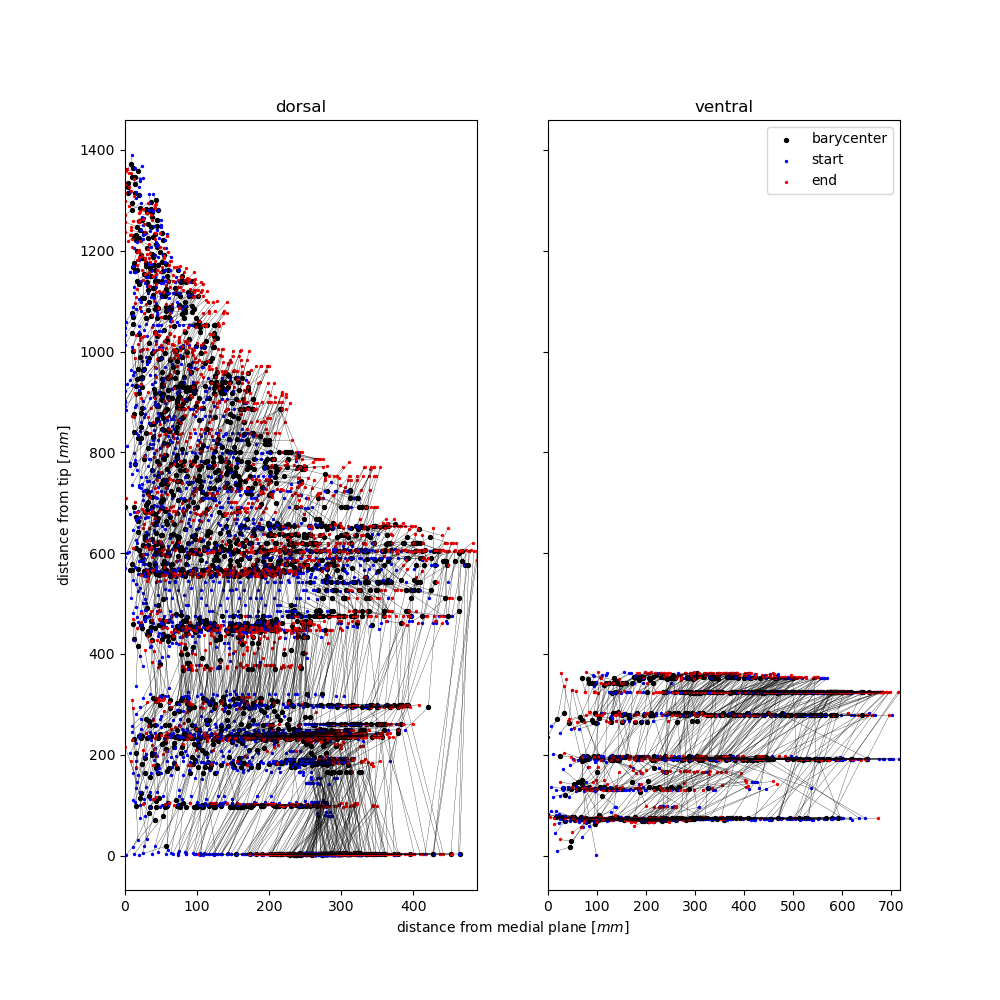 dorsal
ventral
distance from tip [mm]
1400
1200
1000
800
600
400
200
0
0 100 200 300 400
barycenter
start
end
0 100 200 300 400 500 600 700
distance from medial plane [mm]